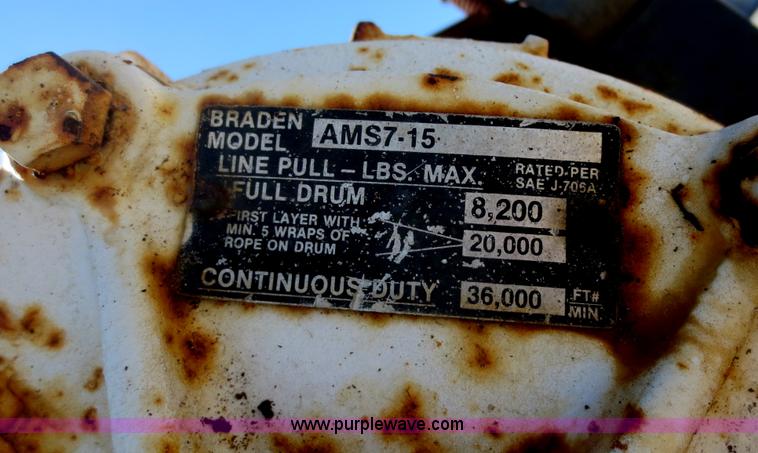 BRADEN
MODEL AMS7-15
LINE PULL – LBS. MAX. RATED PER
SAE J-706A
FULL DRUM 8,200
FIRST LAYER WITH
MIN. 5 WRAPS OF 20,000
ROPE ON DRUM
CONTINUOUS DUTY 36,000 FT#
MIN.
www.purplewave.com